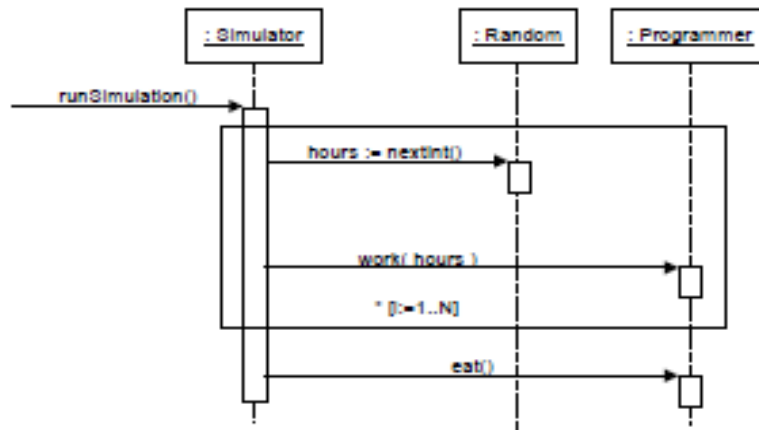 : Simulator
: Random
: Programmer
runSimulation()
hours := nextInt()
work( hours )
* [i:=1..N]
eat()